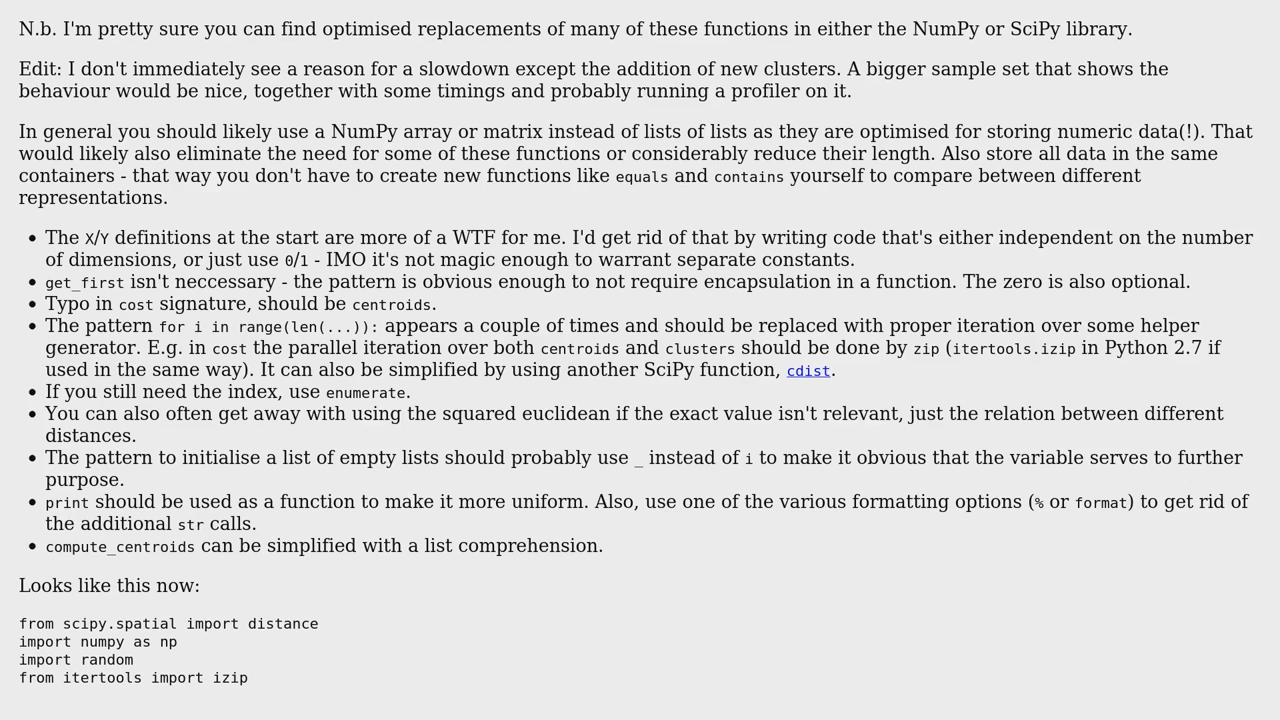 N.b. I'm pretty sure you can find optimised replacements of many of these functions in either the NumPy or SciPy library.
Edit: I don't immediately see a reason for a slowdown except the addition of new clusters. A bigger sample set that shows the
behaviour would be nice, together with some timings and probably running a profiler on it.
In general you should likely use a NumPy array or matrix instead of lists of lists as they are optimised for storing numeric data(!). That
would likely also eliminate the need for some of these functions or considerably reduce their length. Also store all data in the same
containers - that way you don't have to create new functions like equals and contains yourself to compare between different
representations.
• The X/Y definitions at the start are more of a WTF for me. I'd get rid of that by writing code that's either independent on the number
of dimensions, or just use 0/1 - IMO it's not magic enough to warrant separate constants.
• get_first isn't neccessary - the pattern is obvious enough to not require encapsulation in a function. The zero is also optional.
• Typo in cost signature, should be centroids.
• The pattern for i in range(len(...)): appears a couple of times and should be replaced with proper iteration over some helper
generator. E.g. in cost the parallel iteration over both centroids and clusters should be done by zip (itertools.izip in Python 2.7 if
used in the same way). It can also be simplified by using another SciPy function, cdist.
• If you still need the index, use enumerate.
• You can also often get away with using the squared euclidean if the exact value isn't relevant, just the relation between different
distances.
• The pattern to initialise a list of empty lists should probably use _ instead of i to make it obvious that the variable serves to further
purpose.
• print should be used as a function to make it more uniform. Also, use one of the various formatting options (% or format) to get rid of
the additional str calls.
• compute_centroids can be simplified with a list comprehension.
Looks like this now:
from scipy.spatial import distance
import numpy as np
import random
from itertools import izip